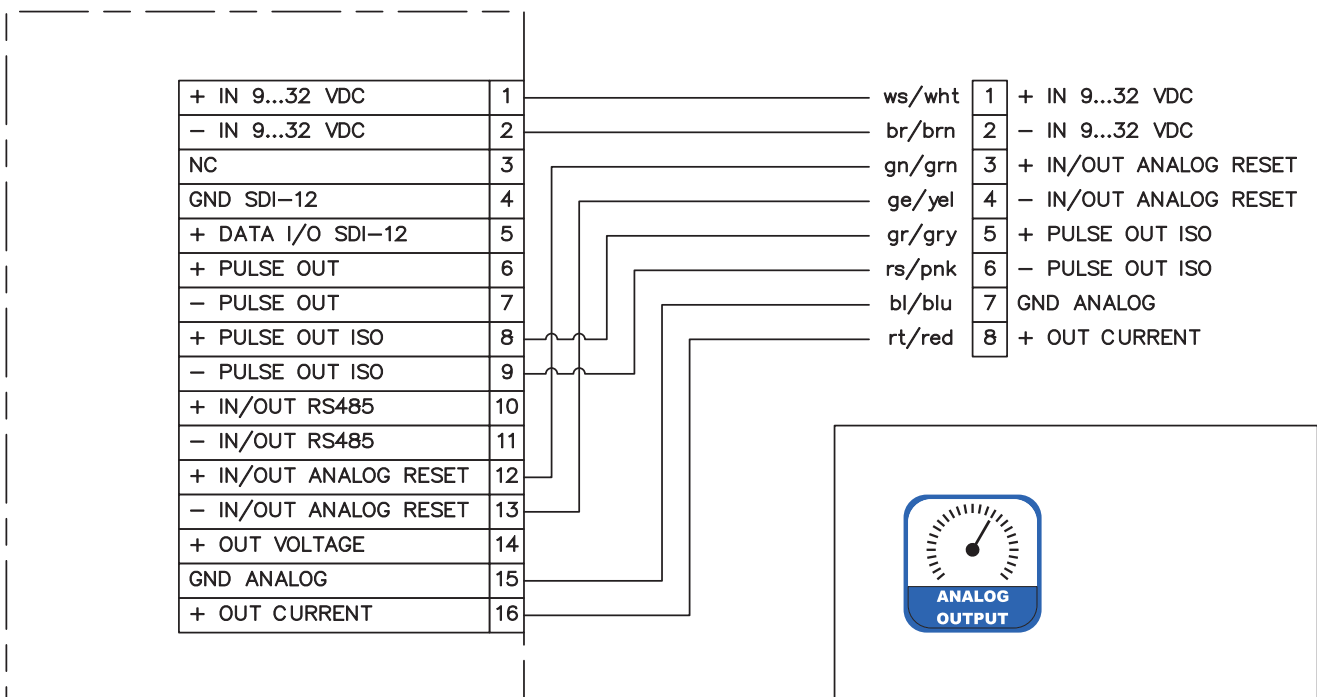 + IN 9...32 VDC 1
− IN 9...32 VDC 2
NC 3
GND SDI−12 4
+ DATA I/O SDI−12 5
+ PULSE OUT 6
− PULSE OUT 7
+ PULSE OUT ISO 8
− PULSE OUT ISO 9
+ IN/OUT RS485 10
− IN/OUT RS485 11
+ IN/OUT ANALOG RESET 12
− IN/OUT ANALOG RESET 13
+ OUT VOLTAGE 14
GND ANALOG 15
+ OUT CURRENT 16
ws/wht 1 + IN 9...32 VDC
br/brn 2 − IN 9...32 VDC
gn/grn 3 + IN/OUT ANALOG RESET
ge/yel 4 − IN/OUT ANALOG RESET
gr/gry 5 + PULSE OUT ISO
rs/pnk 6 − PULSE OUT ISO
bl/blu 7 GND ANALOG
rt/red 8 + OUT CURRENT
ANALOG
OUTPUT